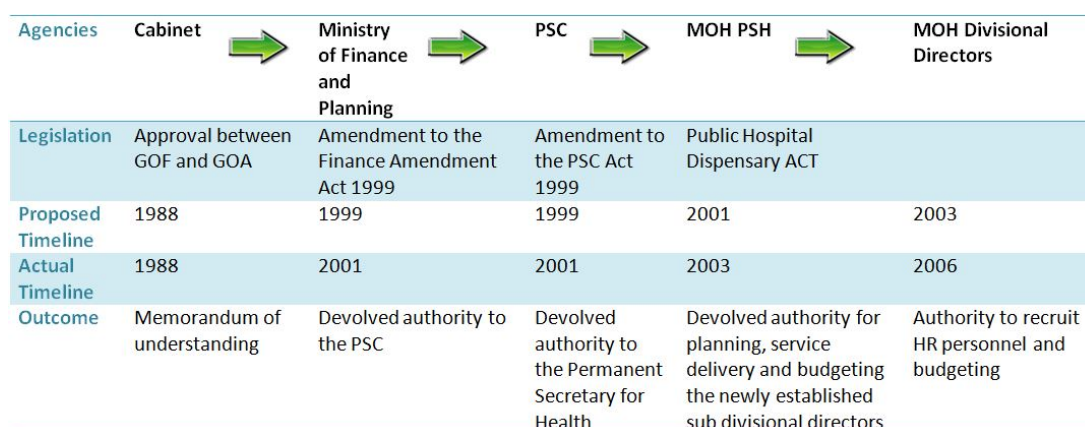 Agencies Cabinet Ministry of Finance and Planning PSC MOH PSH MOH Divisional Directors
Legislation Approval between GOF and GOA Amendment to the Finance Amendment Act 1999 Amendment to the PSC Act 1999 Public Hospital Dispensary ACT
Proposed Timeline 1988 1999 1999 2001 2003
Actual Timeline 1988 2001 2001 2003 2006
Outcome Memorandum of understanding Devolved authority to the PSC Devolved authority to the Permanent Secretary for Health Devolved authority for planning, service delivery and budgeting the newly established sub divisional directors Authority to recruit HR personnel and budgeting